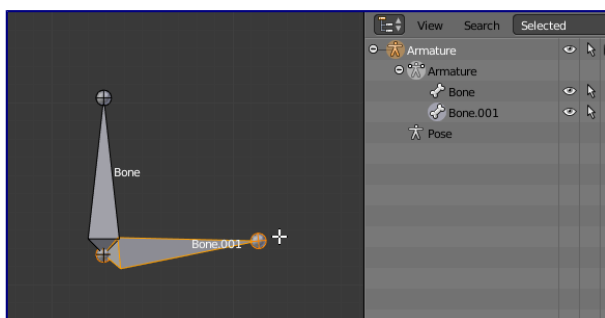 View Search Selected
Armature
Armature
Bone
Bone.001
Pose
Bone
Bone.001